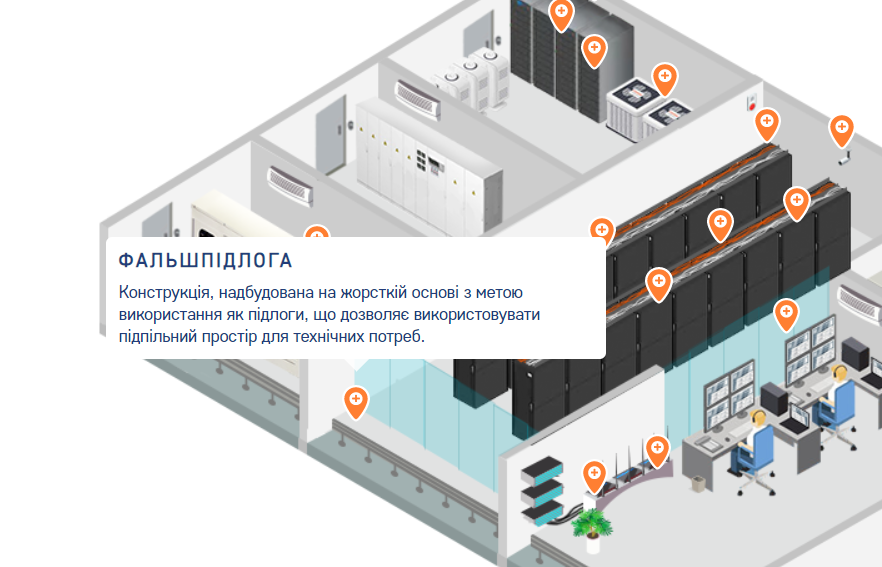 ФАЛЬШПІДЛОГА
Конструкція, надбудована на жорсткій основі з метою
використання як підлоги, що дозволяє використовувати
підпільний простір для технічних потреб.